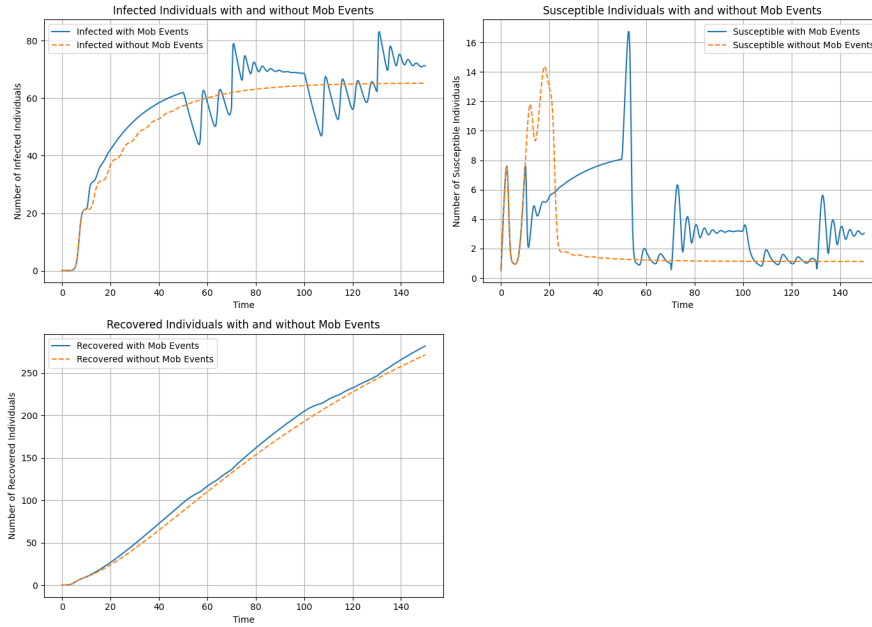 Infected Individuals with and without Mob Events
Infected with Mob Events
Infected without Mob Events
80
60
40
20
0
Number of Infected Individuals
0 20 40 60 80 100 120 140
Time
Susceptible Individuals with and without Mob Events
Susceptible with Mob Events
Susceptible without Mob Events
16
14
12
10
8
6
4
2
0
Number of Susceptible Individuals
0 20 40 60 80 100 120 140
Time
Recovered Individuals with and without Mob Events
Recovered with Mob Events
Recovered without Mob Events
250
200
150
100
50
0
Number of Recovered Individuals
0 20 40 60 80 100 120 140
Time